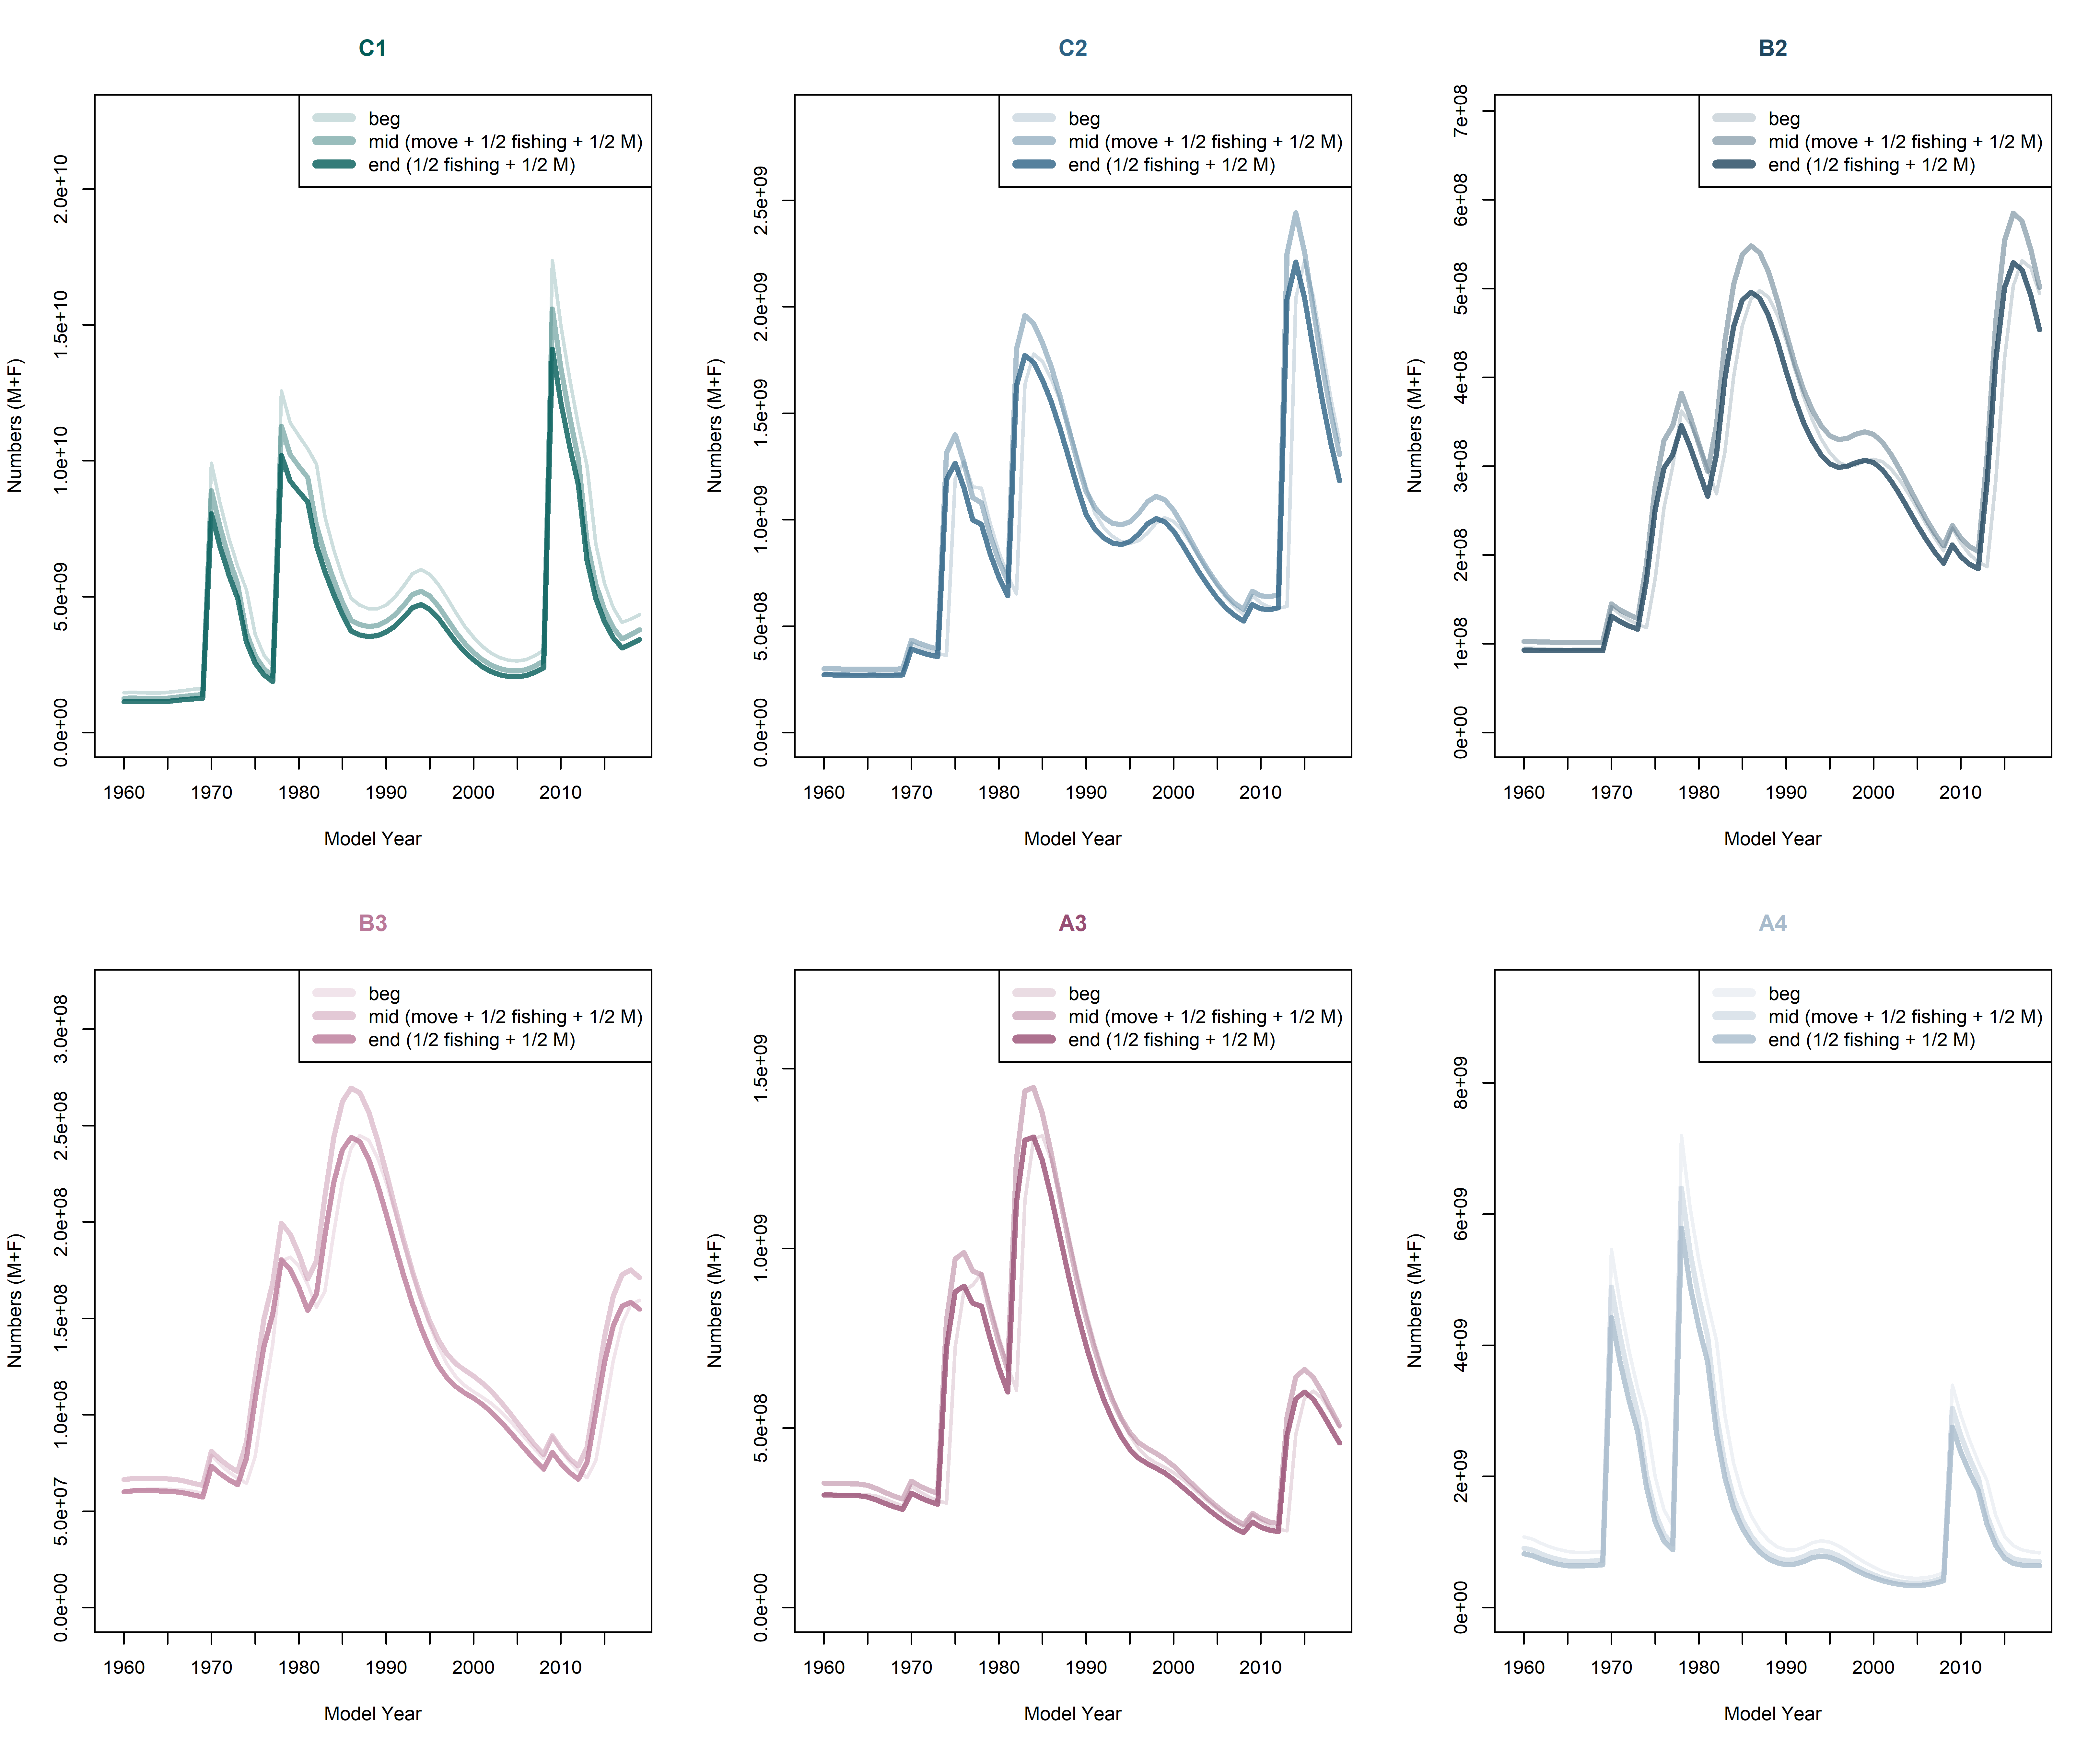 C1
beg
mid (move + 1/2 fishing + 1/2 M)
end (1/2 fishing + 1/2 M)
Numbers (M+F)
0.0e+00 5.0e+09 1.0e+10 1.5e+10 2.0e+10
1960 1970 1980 1990 2000 2010
Model Year
C2
beg
mid (move + 1/2 fishing + 1/2 M)
end (1/2 fishing + 1/2 M)
Numbers (M+F)
0.0e+00 5.0e+08 1.0e+09 1.5e+09 2.0e+09 2.5e+09
1960 1970 1980 1990 2000 2010
Model Year
B2
beg
mid (move + 1/2 fishing + 1/2 M)
end (1/2 fishing + 1/2 M)
Numbers (M+F)
0e+00 1e+08 2e+08 3e+08 4e+08 5e+08 6e+08 7e+08
1960 1970 1980 1990 2000 2010
Model Year
B3
beg
mid (move + 1/2 fishing + 1/2 M)
end (1/2 fishing + 1/2 M)
Numbers (M+F)
0.0e+00 5.0e+07 1.0e+08 1.5e+08 2.0e+08 2.5e+08 3.0e+08
1960 1970 1980 1990 2000 2010
Model Year
A3
beg
mid (move + 1/2 fishing + 1/2 M)
end (1/2 fishing + 1/2 M)
Numbers (M+F)
0.0e+00 5.0e+08 1.0e+09 1.5e+09
1960 1970 1980 1990 2000 2010
Model Year
A4
beg
mid (move + 1/2 fishing + 1/2 M)
end (1/2 fishing + 1/2 M)
Numbers (M+F)
0e+00 2e+09 4e+09 6e+09 8e+09
1960 1970 1980 1990 2000 2010
Model Year